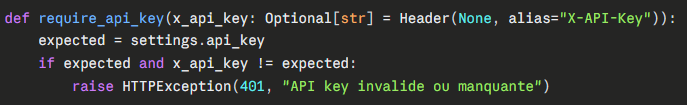 def require_api_key(x_api_key: Optional[str] = Header(None, alias="X-API-Key")):
    expected = settings.api_key
    if expected and x_api_key != expected:
        raise HTTPException(401, "API key invalide ou manquante")